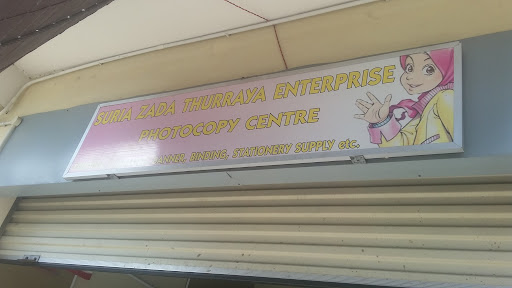 SURIA ZADA THURRAYA ENTERPRISE
PHOTOCOPY CENTRE
BINDING, STATIONERY SUPPLY etc.